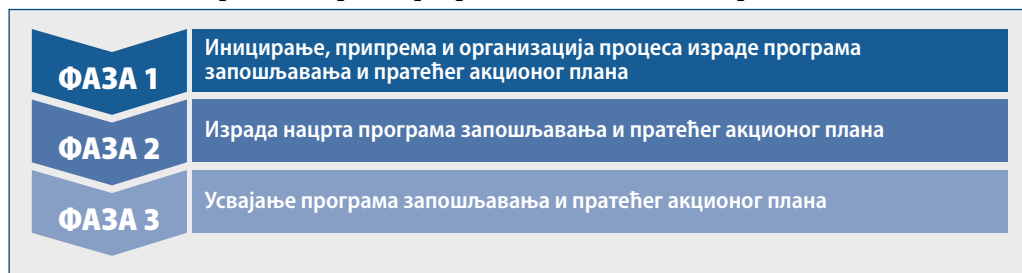 ФАЗА 1
Иницирање, припрема и организација процеса израде програма
запошљавања и пратећег акционог плана
ФАЗА 2
Израда нацрта програма запошљавања и пратећег акционог плана
ФАЗА 3
Усвајање програма запошљавања и пратећег акционог плана